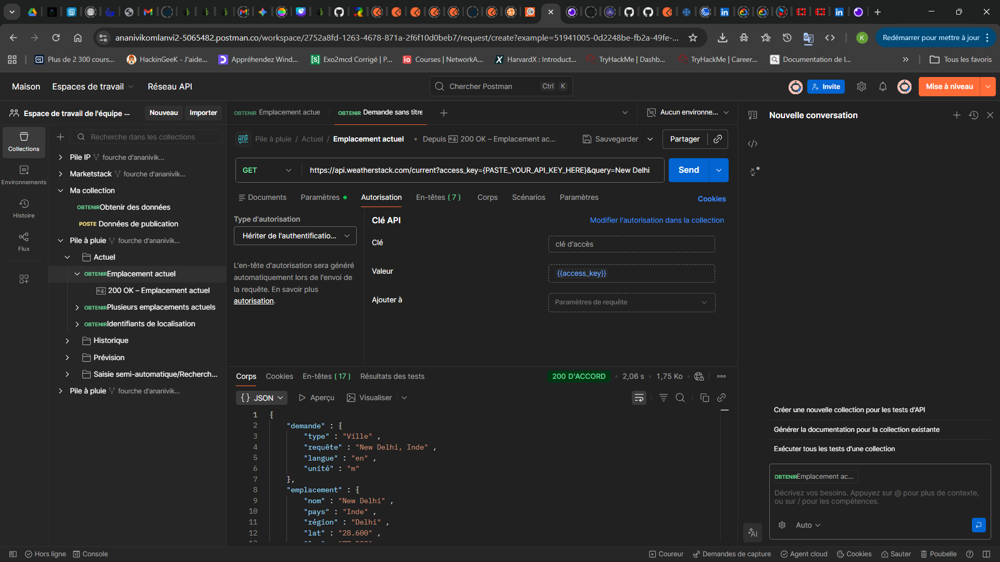 ananivikomlanvi2-5065482.postman.co/workspace/2752a8fd-1263-4678-871a-2f6f10d0beb7/request/create?example=51941005-0d2248be-fb2a-49fe-...
K
Redémarrer pour mettre à jour
Plus de 2 300 cours...
HackinGeeK - J'aide...
Appréhendez Wind...
Exo2mcd Corrigé | P...
Courses | NetworkA...
HarvardX : Introduct...
TryHackMe | Dashb...
TryHackMe | Career...
Documentation de l...
Tous les favoris
Maison
Espaces de travail
Réseau API
Chercher Postman
Ctrl K
Invite
Mise à niveau
Espace de travail de l'équipe ...
Nouveau
Importer
OBTENIR Emplacement actue
OBTENIR Demande sans titre
Aucun environne...
Nouvelle conversation
Collections
Environnements
Histoire
Flux
Recherche dans les collections
Pile IP fourche d'ananivik...
Marketstack fourche d'ananivik...
Ma collection
OBTENIR Obtenir des données
POSTE Données de publication
Pile à pluie fourche d'ananivik...
Actuel
OBTENIR Emplacement actuel
e.g. 200 OK – Emplacement actuel
OBTENIR Plusieurs emplacements actuels
OBTENIR Identifiants de localisation
Historique
Prévision
Saisie semi-automatique/Recherch...
Pile à pluie fourche d'ananivik...
HTTP Pile à pluie / Actuel / Emplacement actuel • Depuis e.g. 200 OK – Emplacement ac...
Sauvegarder
Partager
GET
https://api.weatherstack.com/current?access_key={PASTE_YOUR_API_KEY_HERE}&query=New Delhi
Send
Documents
Paramètres
Autorisation
En-têtes ( 7 )
Corps
Scénarios
Paramètres
Cookies
Type d'autorisation
Hériter de l'authentificatio...
L'en-tête d'autorisation sera généré
automatiquement lors de l'envoi de
la requête. En savoir plus
autorisation.
Clé API
Modifier l'autorisation dans la collection
Clé
clé d'accès
Valeur
{{access_key}}
Ajouter à
Paramètres de requête
Corps
Cookies
En-têtes ( 17 )
Résultats des tests
200 D'ACCORD • 2,06 s • 1,75 Ko
{} JSON
Aperçu
Visualiser
1 {
2 "demande" : {
3 "type" : "Ville" ,
4 "requête" : "New Delhi, Inde" ,
5 "langue" : "en" ,
6 "unité" : "m"
7 },
8 "emplacement" : {
9 "nom" : "New Delhi" ,
10 "pays" : "Inde" ,
11 "région" : "Delhi" ,
12 "lat" : "28.600" ,
Créer une nouvelle collection pour les tests d'API
Générer la documentation pour la collection existante
Exécuter tous les tests d'une collection
OBTENIR Emplacement ac...
Décrivez vos besoins. Appuyez sur @ pour plus de contexte,
ou sur / pour les compétences.
Auto
AI
Hors ligne
Console
Coureur
Demandes de capture
Agent cloud
Cookies
Sauter
Poubelle